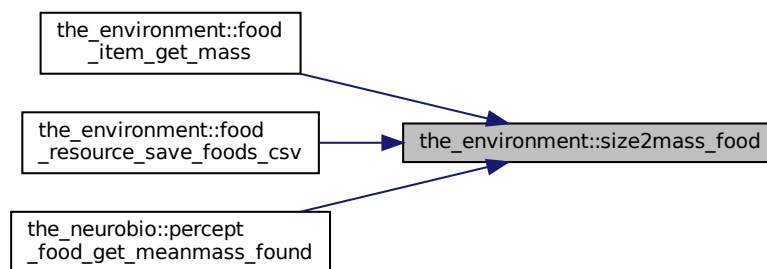 the_environment::food
_item_get_mass
the_environment::food
_resource_save_foods_csv
the_environment::size2mass_food
the_neurobio::percept
_food_get_meanmass_found